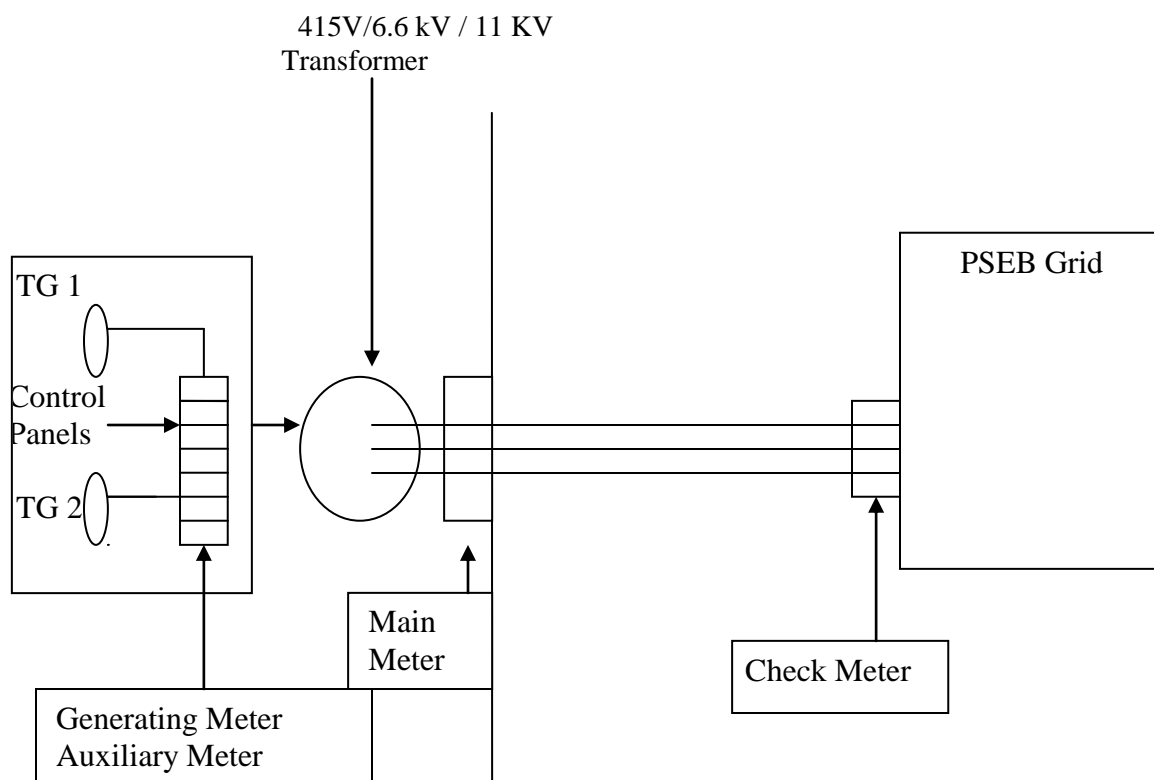 415V/6.6 kV / 11 KV
Transformer
PSEB Grid
TG 1
Control
Panels
TG 2
Main
Meter
Check Meter
Generating Meter
Auxiliary Meter